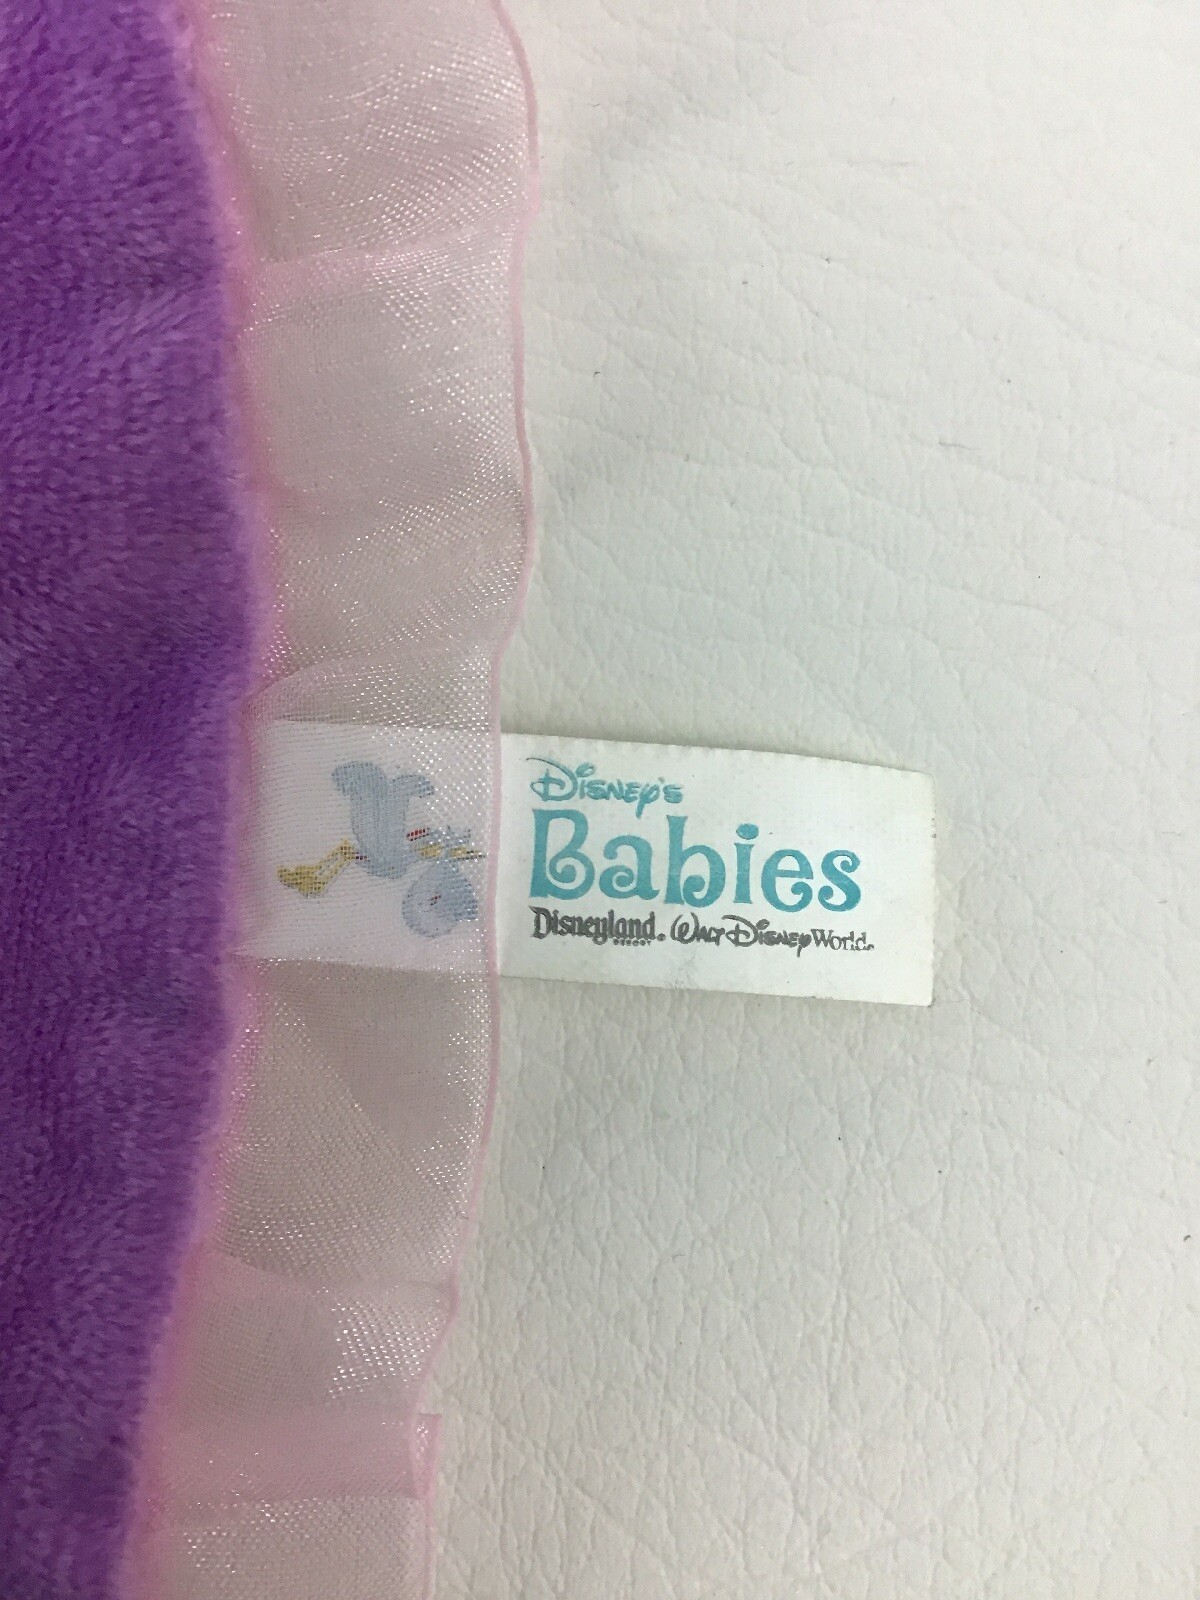 Disney's
Babies
Disneyland. Walt Disney World.